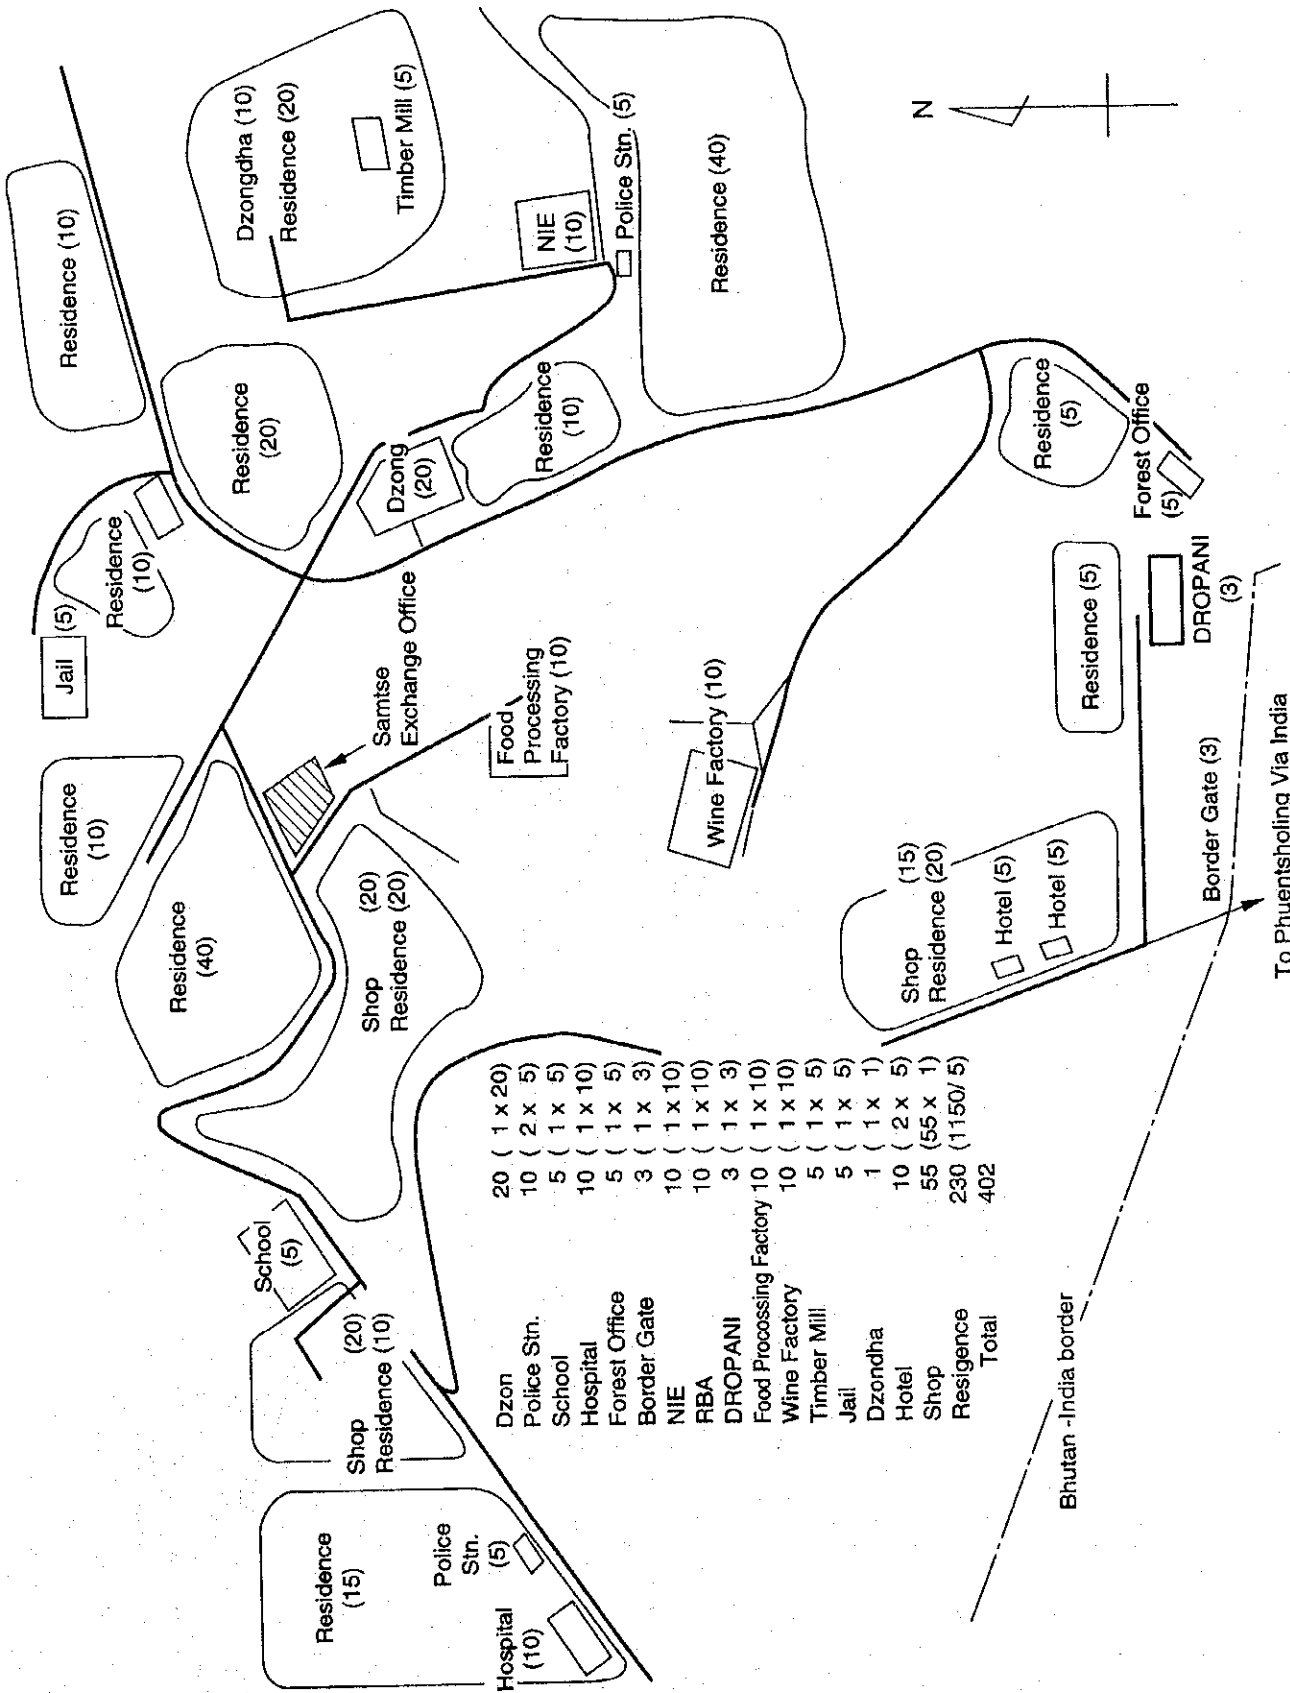 Residence (10)
Dzongdha (10)
Residence (20)
Timber Mill (5)
NIE
(10)
Police Stn. (5)
Residence (40)
N
Residence
(20)
Dzong
(20)
Residence
(10)
Residence
(5)
Forest Office
(5)
Jail
(5)
Residence
(10)
Samtse
Exchange Office
Food
Processing
Factory (10)
Wine Factory (10)
Residence (5)
DROPANI
(3)
Border Gate (3)
To Phuentsholing Via India
Residence
(10)
Residence
(40)
Shop (20)
Residence (20)
Shop (15)
Residence (20)
Hotel (5)
Hotel (5)
School
(5)
Shop (20)
Residence (10)
Residence
(15)
Police
Stn.
(5)
Hospital
(10)
Dzon 20 ( 1 x 20)
Police Stn. 10 ( 2 x 5)
School 5 ( 1 x 5)
Hospital 10 ( 1 x 10)
Forest Office 5 ( 1 x 5)
Border Gate 3 ( 1 x 3)
NIE 10 ( 1 x 10)
RBA 10 ( 1 x 10)
DROPANI 3 ( 1 x 3)
Food Procossing Factory 10 ( 1 x 10)
Wine Factory 10 ( 1 x 10)
Timber Mill 5 ( 1 x 5)
Jail 5 ( 1 x 5)
Dzondha 1 ( 1 x 1)
Hotel 10 ( 2 x 5)
Shop 55 (55 x 1)
Resigence 230 (1150/ 5)
Total 402
Bhutan -India border